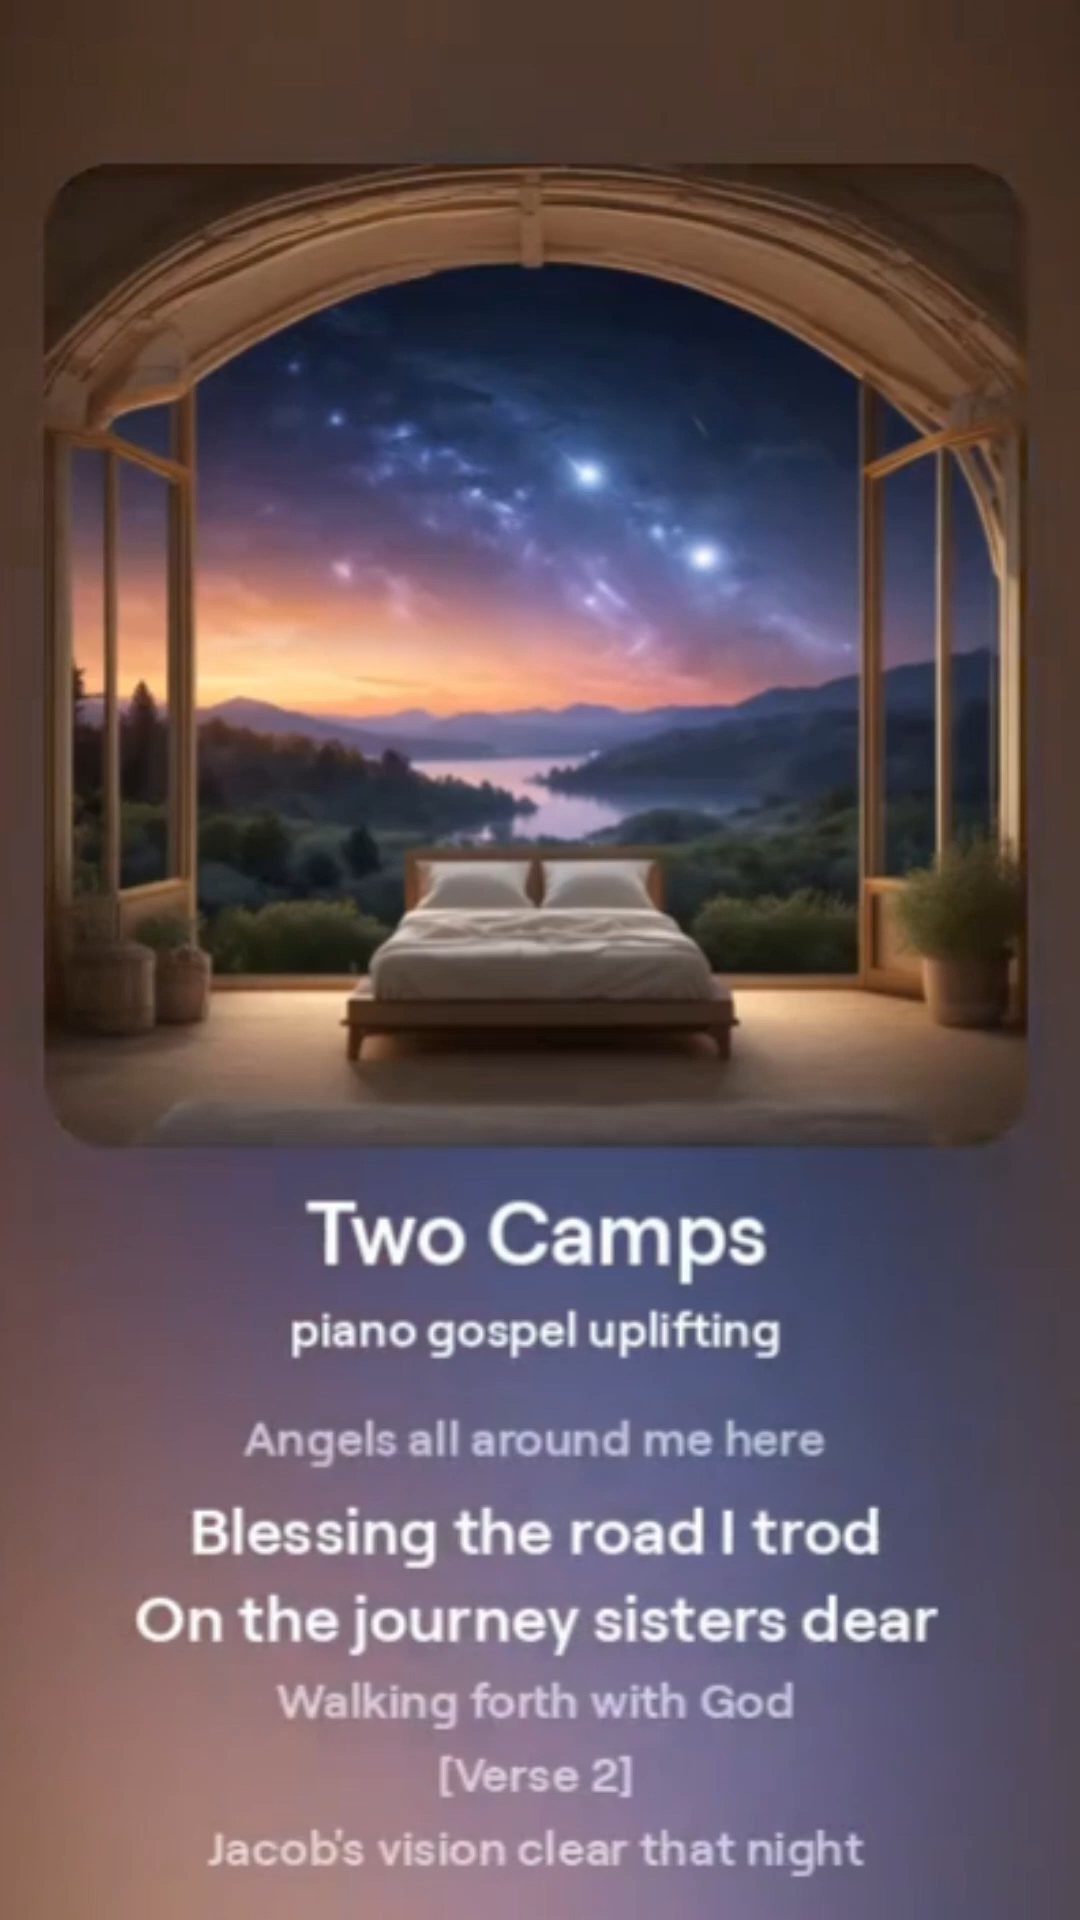 Two Camps
piano gospel uplifting
Angels all around me here
Blessing the road I trod
On the journey sisters dear
Walking forth with God
[Verse 2]
Jacob's vision clear that night